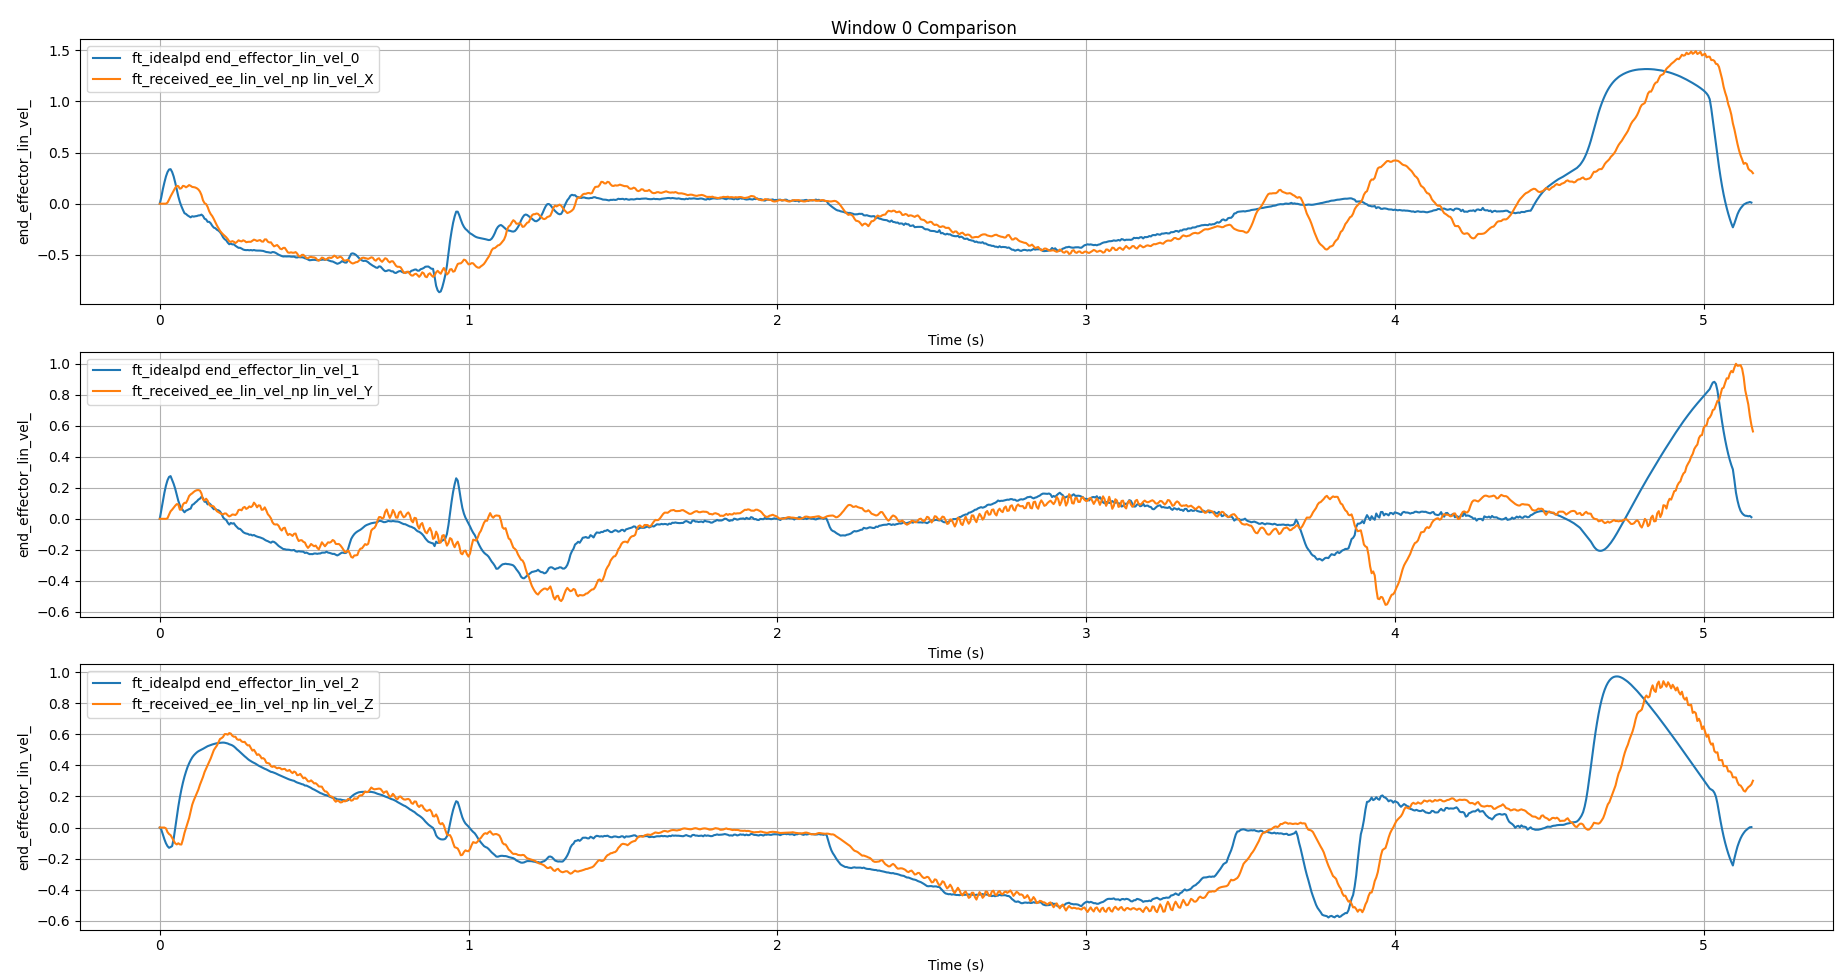 Window 0 Comparison
ft_idealpd end_effector_lin_vel_0
ft_received_ee_lin_vel_np lin_vel_X
end_effector_lin_vel_
1.5
1.0
0.5
0.0
−0.5
0 1 2 3 4 5
Time (s)
ft_idealpd end_effector_lin_vel_1
ft_received_ee_lin_vel_np lin_vel_Y
end_effector_lin_vel_
1.0
0.8
0.6
0.4
0.2
0.0
−0.2
−0.4
−0.6
0 1 2 3 4 5
Time (s)
ft_idealpd end_effector_lin_vel_2
ft_received_ee_lin_vel_np lin_vel_Z
end_effector_lin_vel_
1.0
0.8
0.6
0.4
0.2
0.0
−0.2
−0.4
−0.6
0 1 2 3 4 5
Time (s)